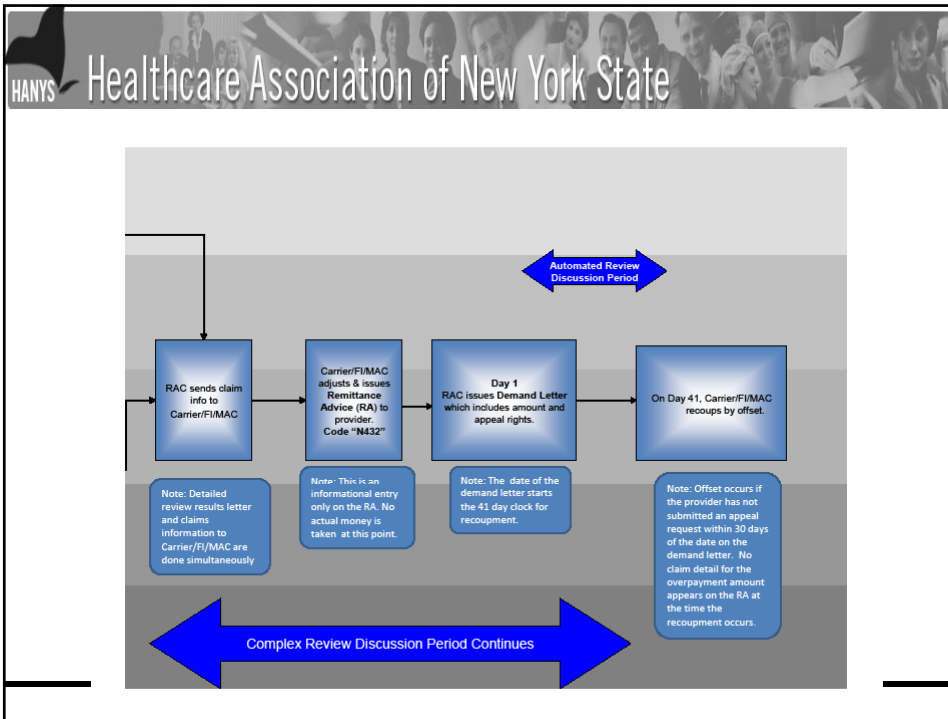 HANYS
Healthcare Association of New York State
Automated Review
Discussion Period
RAC sends claim
info to
Carrier/FI/MAC
Carrier/FI/MAC
adjusts & issues
Remittance
Advice (RA) to
provider.
Code “N432”
Day 1
RAC issues Demand Letter
which includes amount and
appeal rights.
On Day 41, Carrier/FI/MAC
recoups by offset.
Note: Detailed
review results letter
and claims
information to
Carrier/FI/MAC are
done simultaneously
Note: This is an
informational entry
only on the RA. No
actual money is
taken at this point.
Note: The date of the
demand letter starts
the 41 day clock for
recoupment.
Note: Offset occurs if
the provider has not
submitted an appeal
request within 30 days
of the date on the
demand letter. No
claim detail for the
overpayment amount
appears on the RA at
the time the
recoupment occurs.
Complex Review Discussion Period Continues